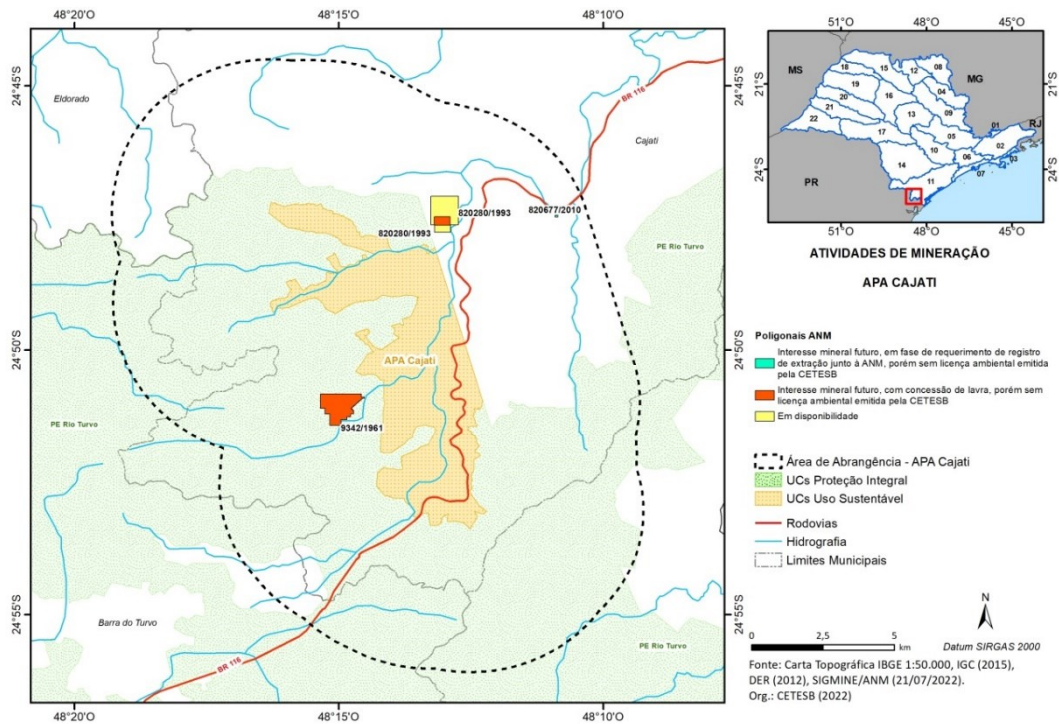 48°20'O
48°15'O
48°10'O
24°45'S
24°50'S
24°55'S
Eldorado
BR 116
Cajati
820280/1993
820677/2010
820280/1993
PE Rio Turvo
APA Cajati
PE Rio Turvo
9342/1961
Barra do Turvo
BR 116
PE Rio Turvo
24°45'S
24°50'S
24°55'S
48°20'O
48°15'O
48°10'O
51°O
48°O
45°O
MS
MG
RJ
PR
21°S
24°S
18
15
12
08
19
04
20
16
09
21
13
22
17
05
01
02
10
06
03
14
07
11
21°S
24°S
51°O
48°O
45°O
ATIVIDADES DE MINERAÇÃO
APA CAJATI
Poligonais ANM
Interesse mineral futuro, em fase de requerimento de registro
de extração junto à ANM, porém sem licença ambiental emitida
pela CETESB
Interesse mineral futuro, com concessão de lavra, porém sem
licença ambiental emitida pela CETESB
Em disponibilidade
Área de Abrangência - APA Cajati
UCs Proteção Integral
UCs Uso Sustentável
Rodovias
Hidrografia
Limites Municipais
N
0 2,5 5
km
Datum SIRGAS 2000
Fonte: Carta Topográfica IBGE 1:50.000, IGC (2015),
DER (2012), SIGMINE/ANM (21/07/2022).
Org.: CETESB (2022)